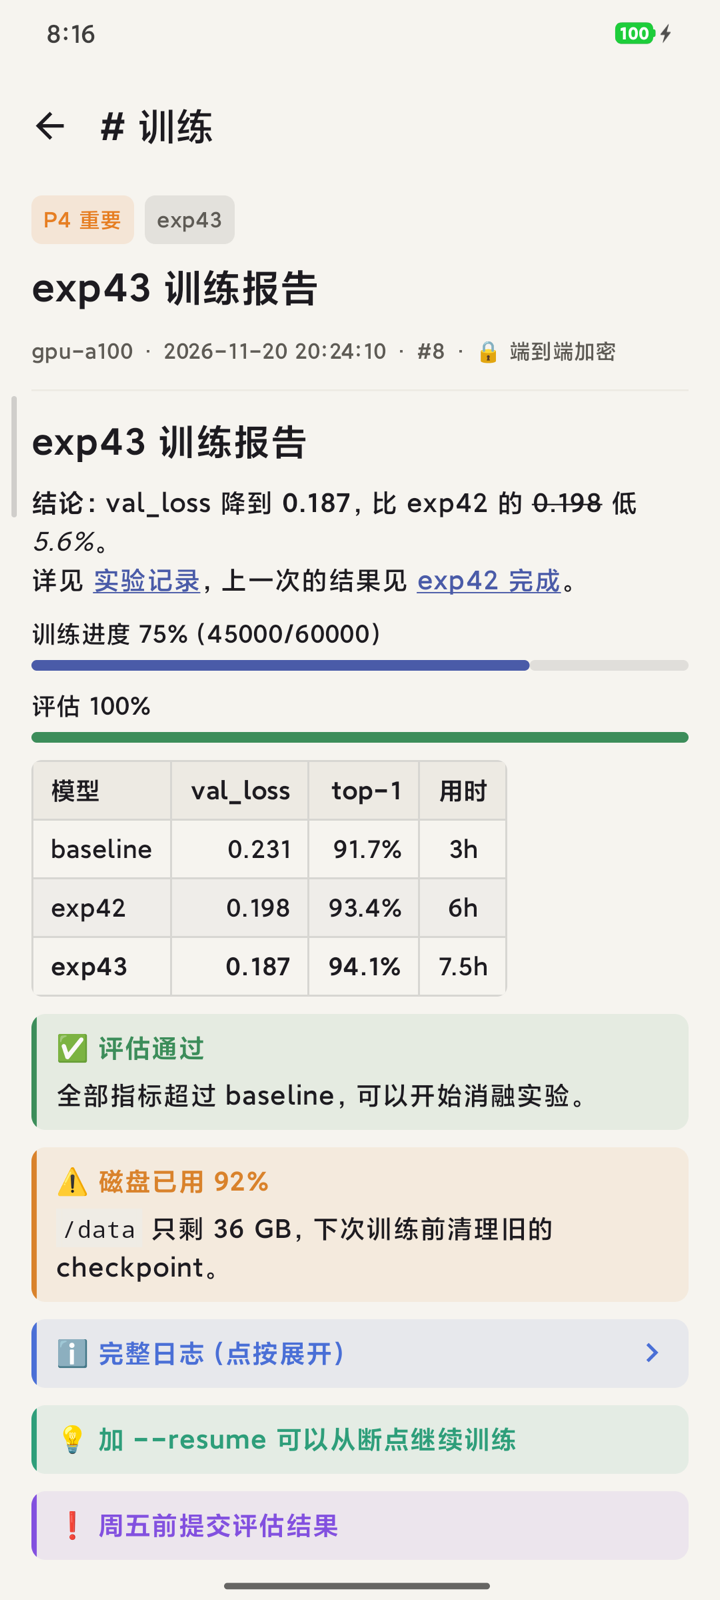 8:16
100
# 训练
P4 重要 exp43
exp43 训练报告
gpu-a100 · 2026-11-20 20:24:10 · #8 · 🔒 端到端加密
exp43 训练报告
结论：val_loss 降到 0.187，比 exp42 的 0.198 低
5.6%。
详见 实验记录，上一次的结果见 exp42 完成。
训练进度 75% (45000/60000)
评估 100%
模型 val_loss top-1 用时
baseline 0.231 91.7% 3h
exp42 0.198 93.4% 6h
exp43 0.187 94.1% 7.5h
✅ 评估通过
全部指标超过 baseline，可以开始消融实验。
⚠️ 磁盘已用 92%
/data 只剩 36 GB，下次训练前清理旧的
checkpoint。
ℹ️ 完整日志（点按展开）
💡 加 --resume 可以从断点继续训练
❗ 周五前提交评估结果